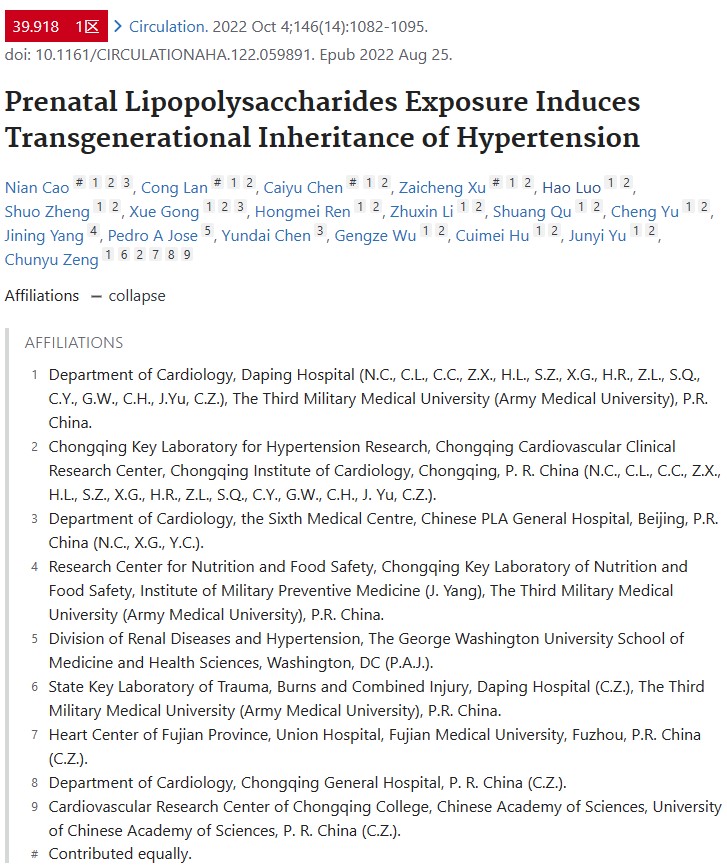 39.918 1区 Circulation. 2022 Oct 4;146(14):1082-1095.
doi: 10.1161/CIRCULATIONAHA.122.059891. Epub 2022 Aug 25.
Prenatal Lipopolysaccharides Exposure Induces
Transgenerational Inheritance of Hypertension
Nian Cao # 1 2 3, Cong Lan # 1 2, Caiyu Chen # 1 2, Zaicheng Xu # 1 2, Hao Luo 1 2,
Shuo Zheng 1 2, Xue Gong 1 2 3, Hongmei Ren 1 2, Zhuxin Li 1 2, Shuang Qu 1 2, Cheng Yu 1 2,
Jining Yang 4, Pedro A Jose 5, Yundai Chen 3, Gengze Wu 1 2, Cuimei Hu 1 2, Junyi Yu 1 2,
Chunyu Zeng 1 6 2 7 8 9
Affiliations — collapse
AFFILIATIONS
1 Department of Cardiology, Daping Hospital (N.C., C.L., C.C., Z.X., H.L., S.Z., X.G., H.R., Z.L., S.Q.,
C.Y., G.W., C.H., J.Yu, C.Z.), The Third Military Medical University (Army Medical University), P.R.
China.
2 Chongqing Key Laboratory for Hypertension Research, Chongqing Cardiovascular Clinical
Research Center, Chongqing Institute of Cardiology, Chongqing, P. R. China (N.C., C.L., C.C., Z.X.,
H.L., S.Z., X.G., H.R., Z.L., S.Q., C.Y., G.W., C.H., J. Yu, C.Z.).
3 Department of Cardiology, the Sixth Medical Centre, Chinese PLA General Hospital, Beijing, P.R.
China (N.C., X.G., Y.C.).
4 Research Center for Nutrition and Food Safety, Chongqing Key Laboratory of Nutrition and
Food Safety, Institute of Military Preventive Medicine (J. Yang), The Third Military Medical
University (Army Medical University), P.R. China.
5 Division of Renal Diseases and Hypertension, The George Washington University School of
Medicine and Health Sciences, Washington, DC (P.A.J.).
6 State Key Laboratory of Trauma, Burns and Combined Injury, Daping Hospital (C.Z.), The Third
Military Medical University (Army Medical University), P.R. China.
7 Heart Center of Fujian Province, Union Hospital, Fujian Medical University, Fuzhou, P.R. China
(C.Z.).
8 Department of Cardiology, Chongqing General Hospital, P. R. China (C.Z.).
9 Cardiovascular Research Center of Chongqing College, Chinese Academy of Sciences, University
of Chinese Academy of Sciences, P. R. China (C.Z.).
# Contributed equally.